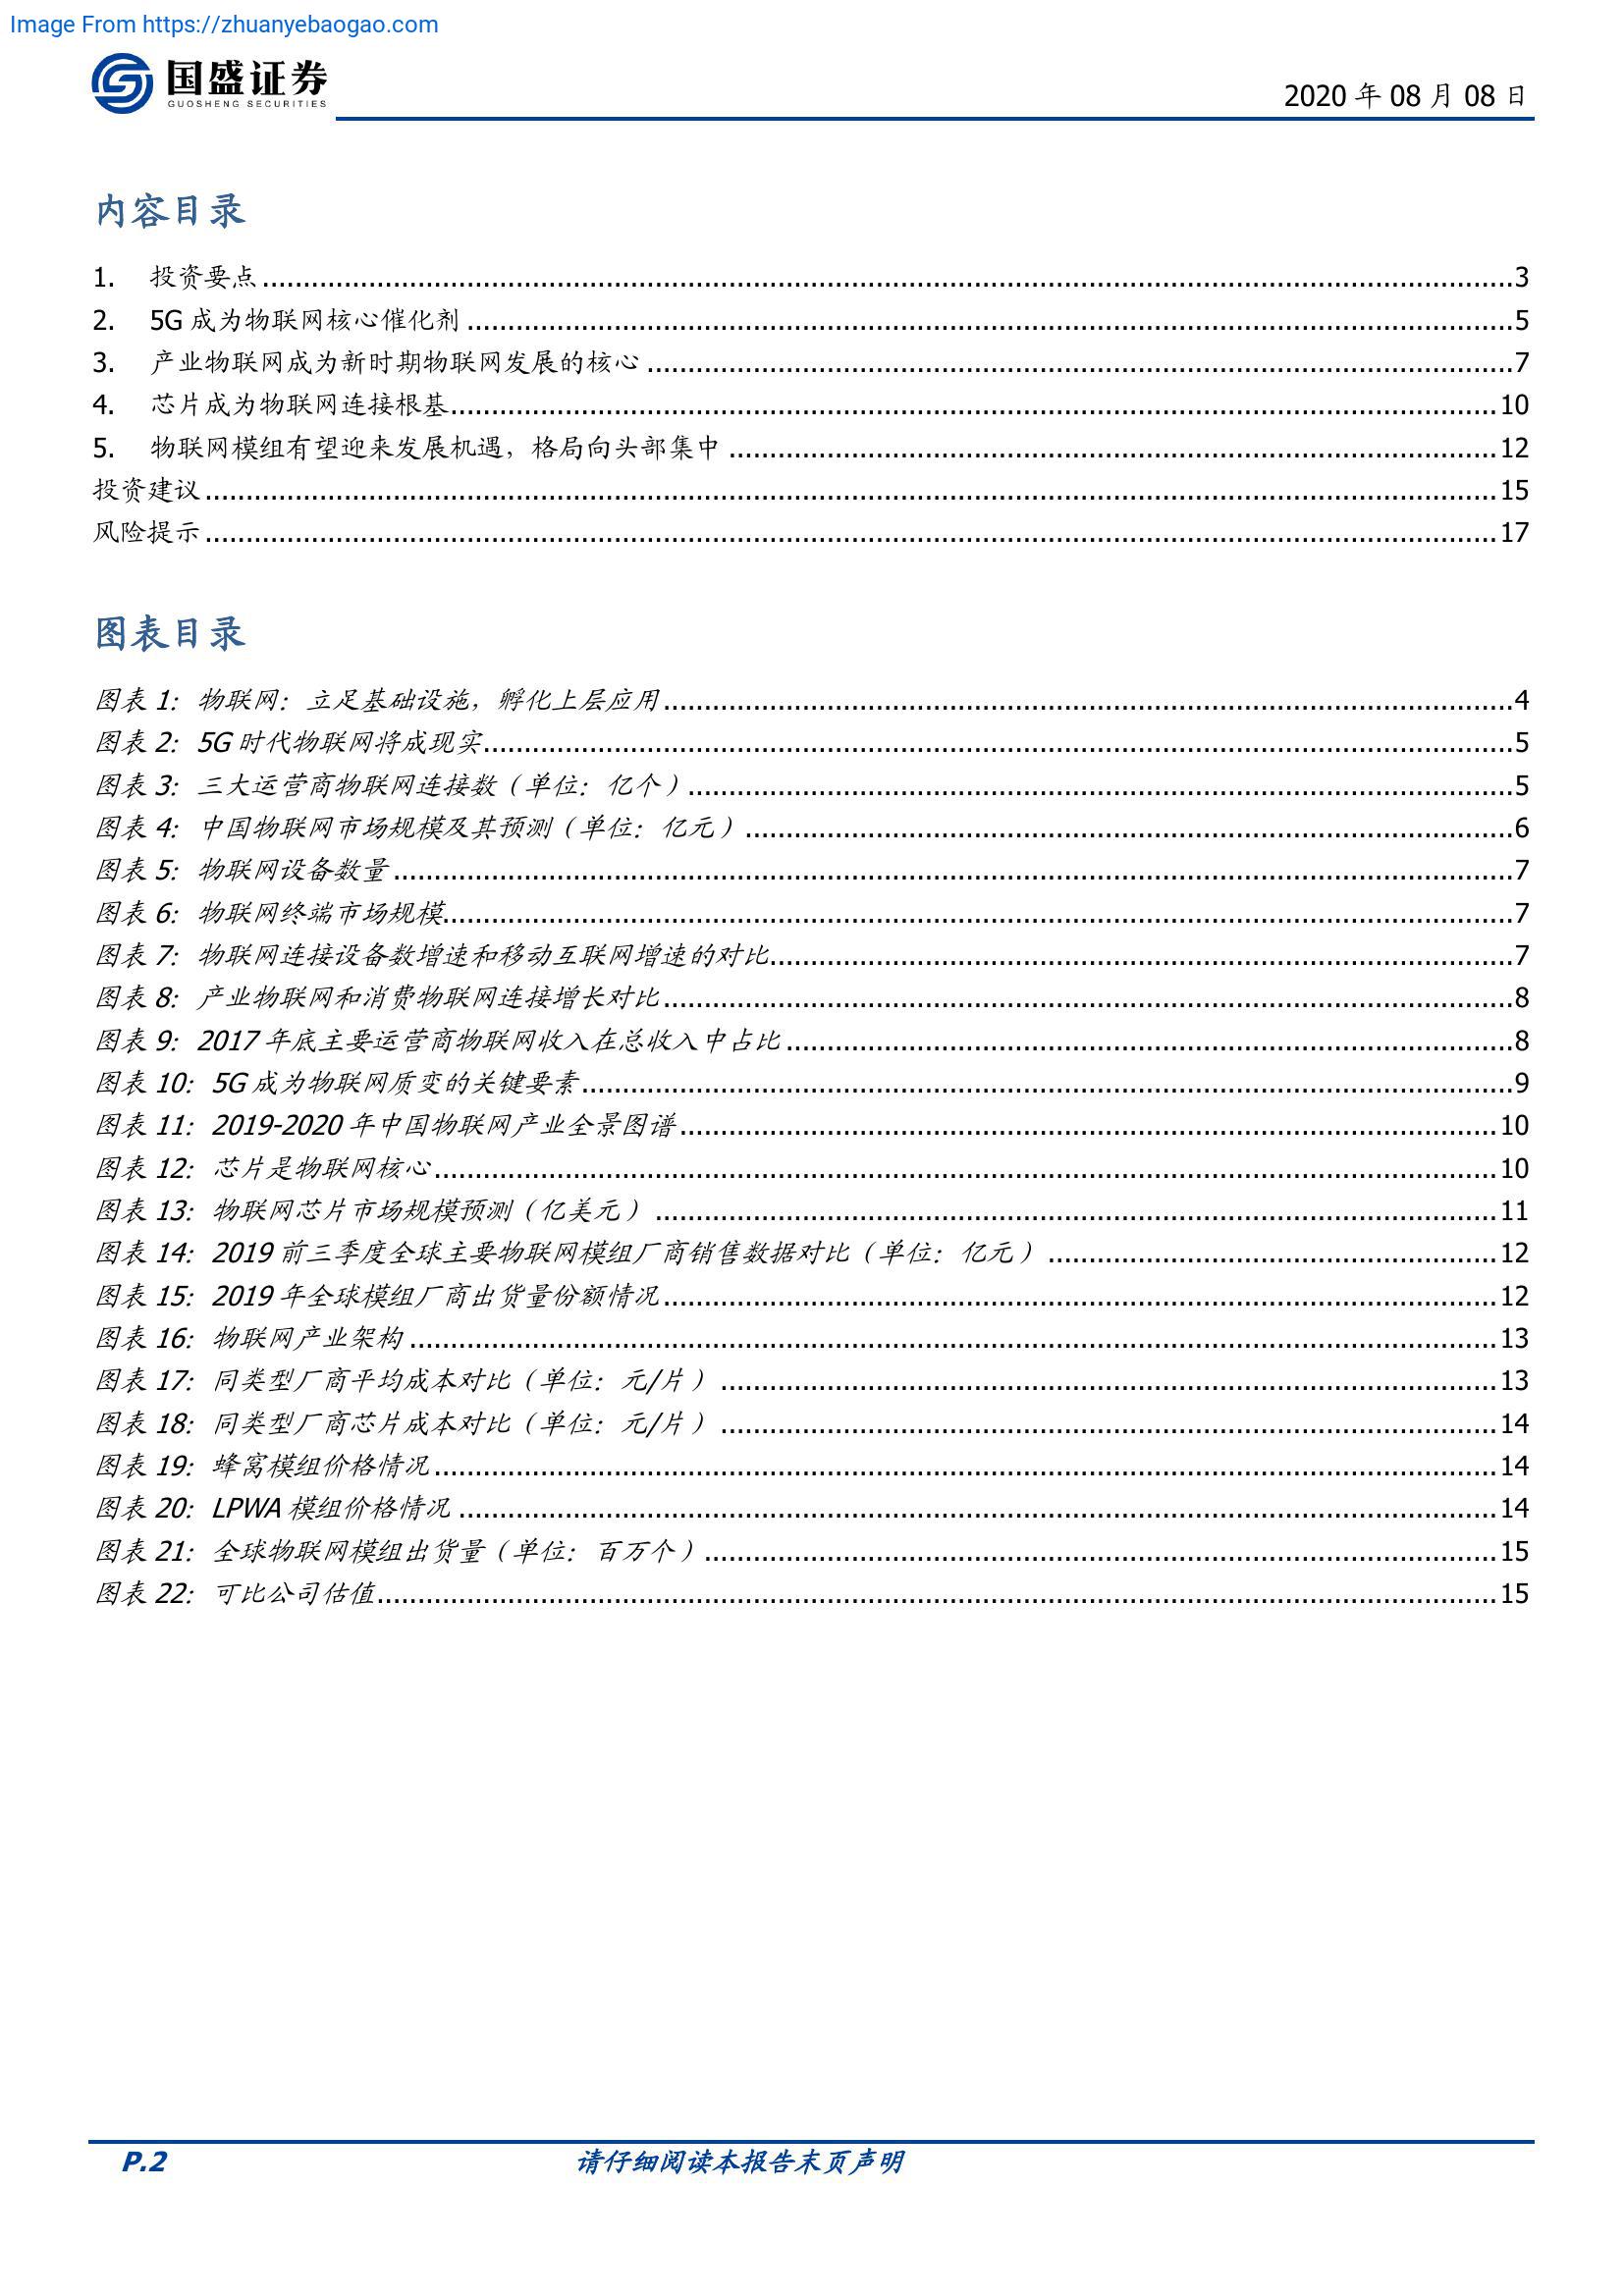 Image From https://zhuanyebaogao.com
国盛证券
GUOSHENG SECURITIES
2020 年 08 月 08 日
内容目录
1. 投资要点 3
2. 5G 成为物联网核心催化剂 5
3. 产业物联网成为新时期物联网发展的核心 7
4. 芯片成为物联网连接根基 10
5. 物联网模组有望迎来发展机遇，格局向头部集中 12
投资建议 15
风险提示 17
图表目录
图表 1：物联网：立足基础设施，孵化上层应用 4
图表 2：5G 时代物联网将成现实 5
图表 3：三大运营商物联网连接数（单位：亿个） 5
图表 4：中国物联网市场规模及其预测（单位：亿元） 6
图表 5：物联网设备数量 7
图表 6：物联网终端市场规模 7
图表 7：物联网连接设备数增速和移动互联网增速的对比 7
图表 8：产业物联网和消费物联网连接增长对比 8
图表 9：2017 年底主要运营商物联网收入在总收入中占比 8
图表 10：5G 成为物联网质变的关键要素 9
图表 11：2019-2020 年中国物联网产业全景图谱 10
图表 12：芯片是物联网核心 10
图表 13：物联网芯片市场规模预测（亿美元） 11
图表 14：2019 前三季度全球主要物联网模组厂商销售数据对比（单位：亿元） 12
图表 15：2019 年全球模组厂商出货量份额情况 12
图表 16：物联网产业架构 13
图表 17：同类型厂商平均成本对比（单位：元/片） 13
图表 18：同类型厂商芯片成本对比（单位：元/片） 14
图表 19：蜂窝模组价格情况 14
图表 20：LPWA 模组价格情况 14
图表 21：全球物联网模组出货量（单位：百万个） 15
图表 22：可比公司估值 15
P.2 请仔细阅读本报告末页声明